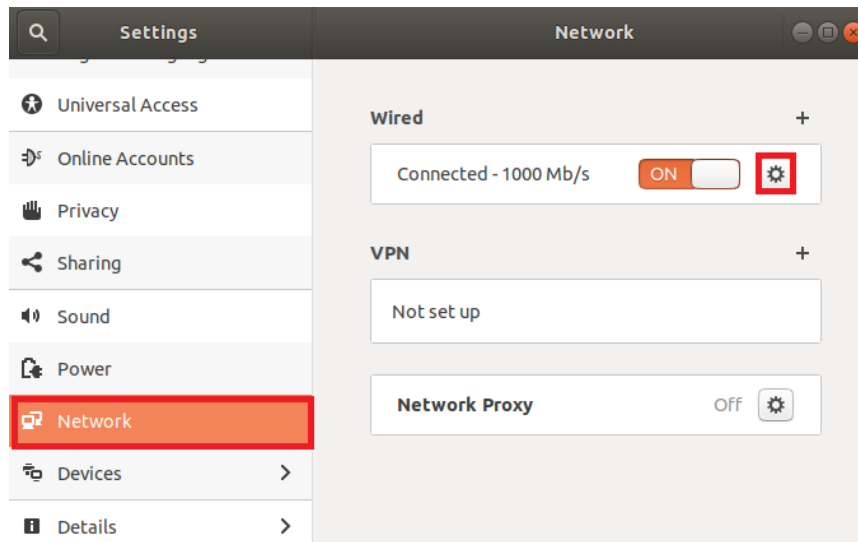 Settings
Network
Universal Access
Online Accounts
Privacy
Sharing
Sound
Power
Network
Devices
Details
Wired
Connected - 1000 Mb/s ON
VPN
Not set up
Network Proxy Off